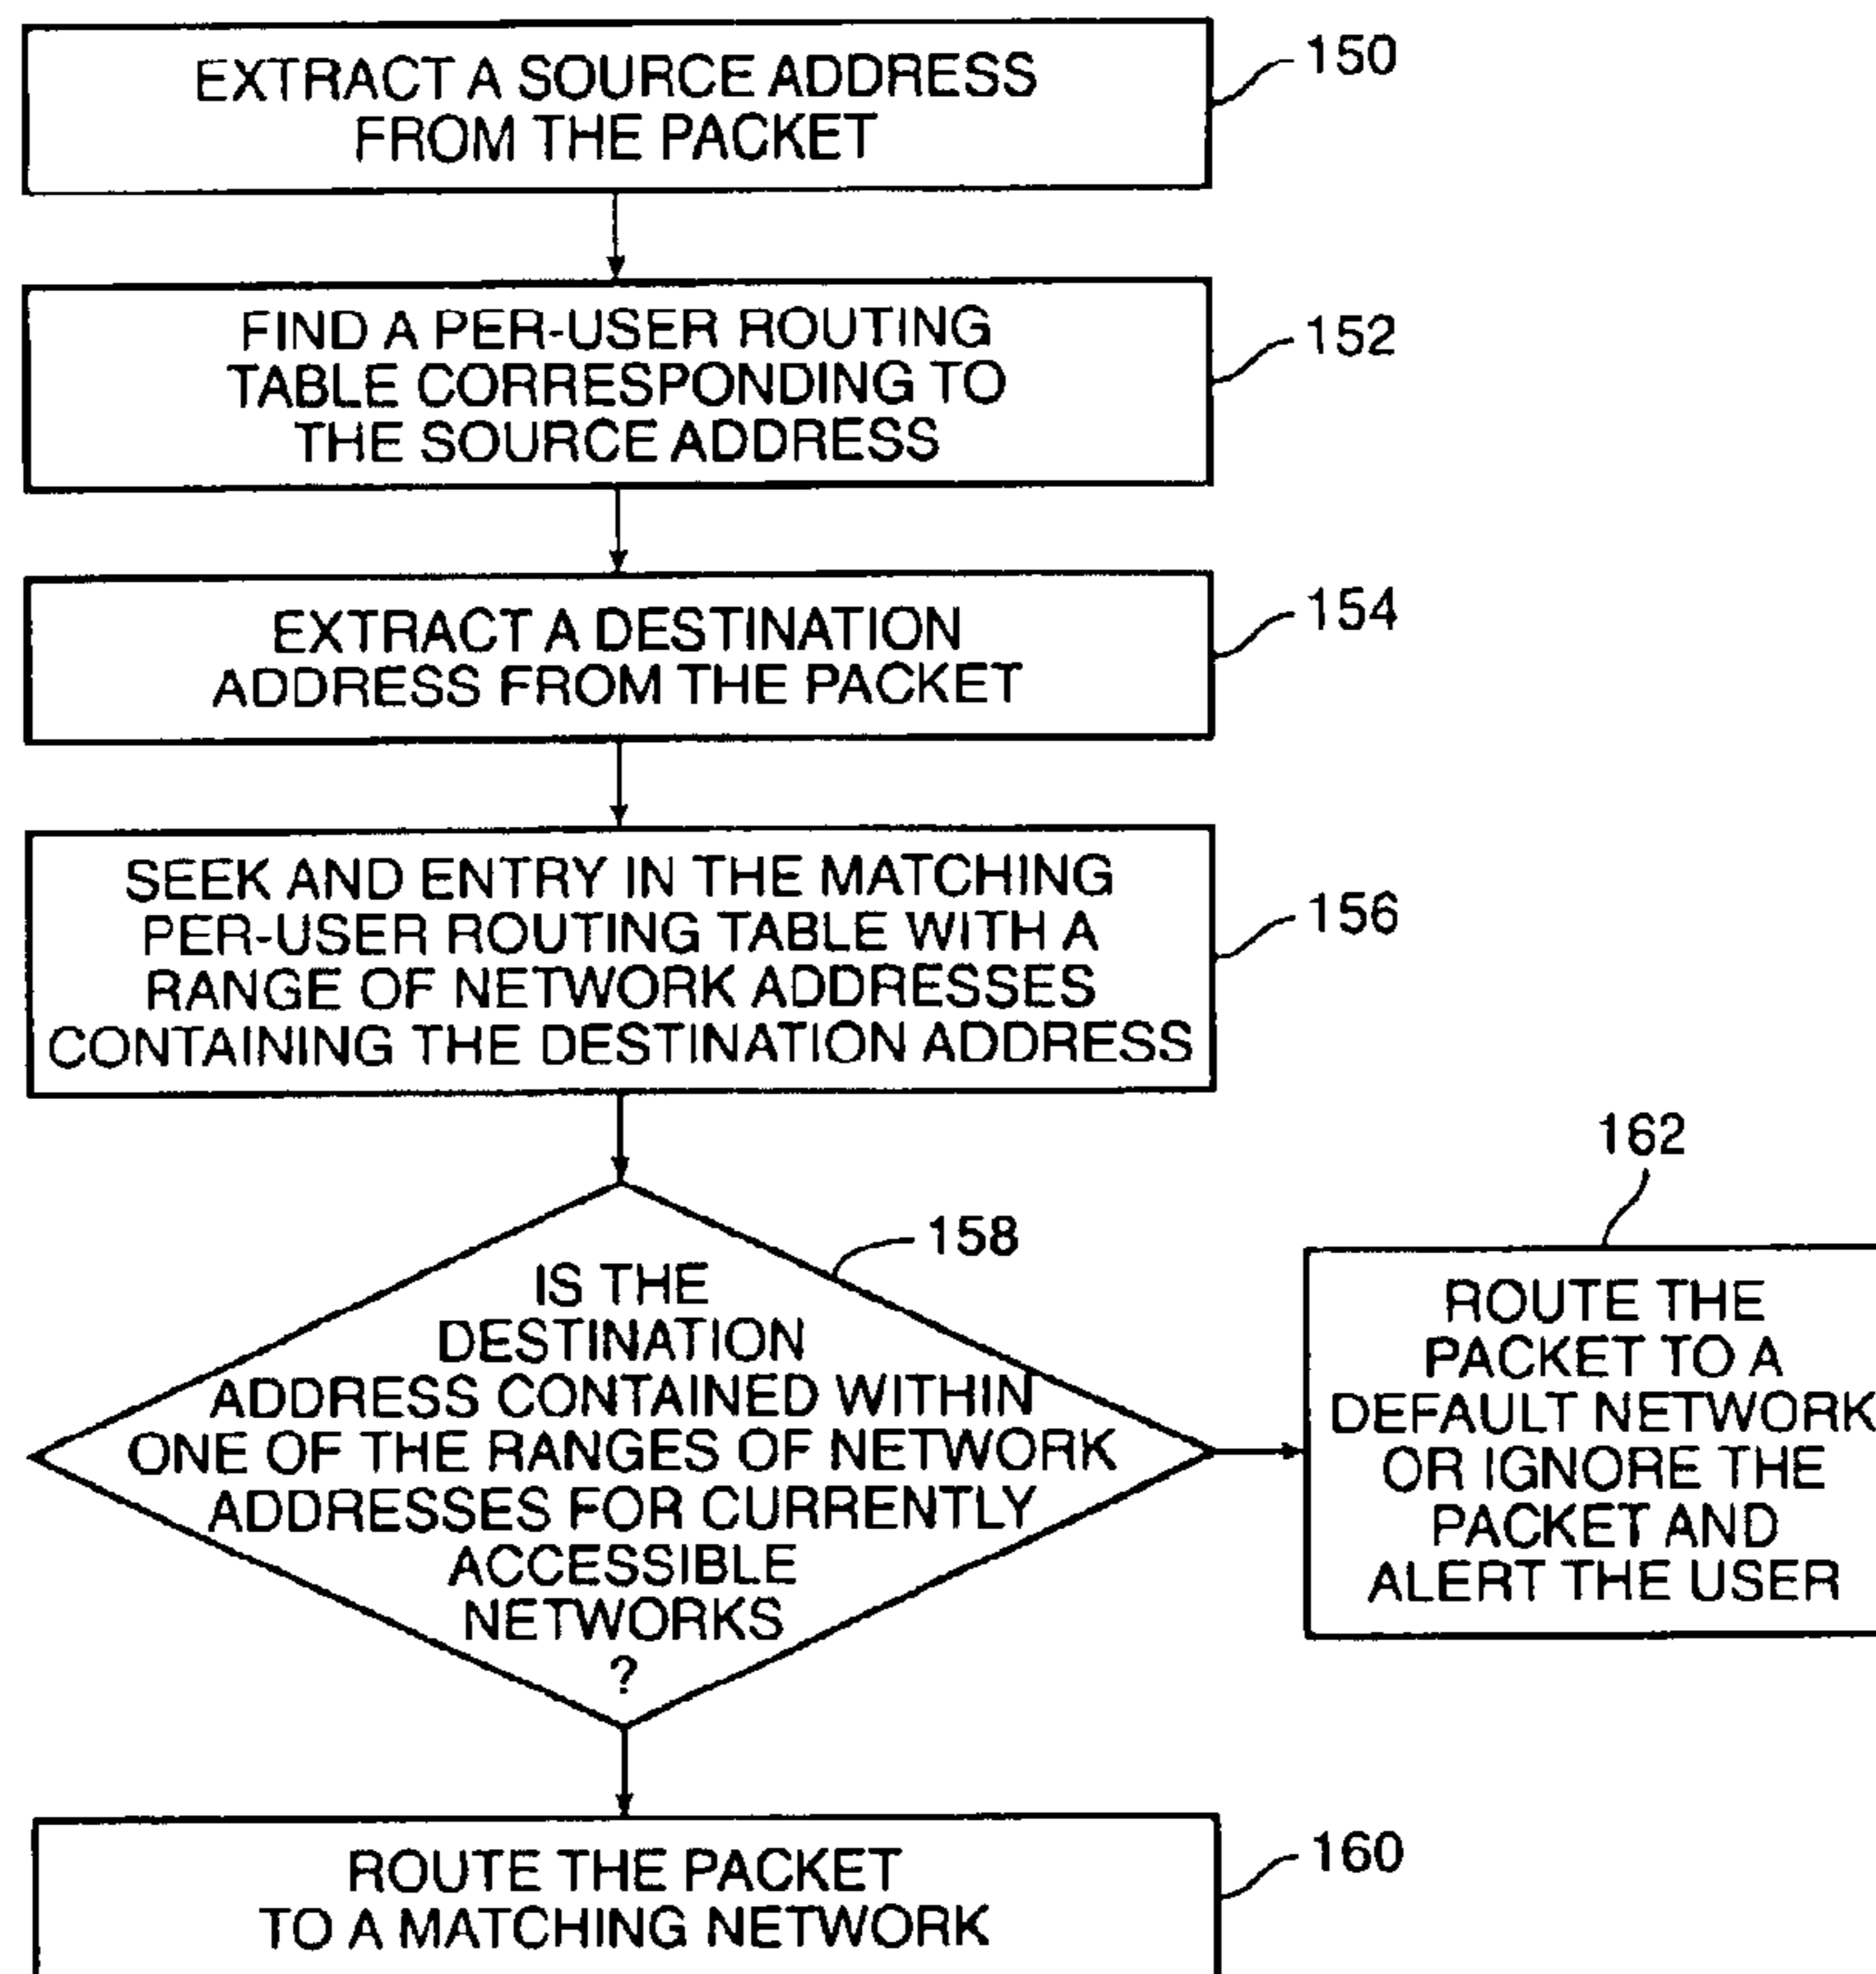 EXTRACT A SOURCE ADDRESS
FROM THE PACKET
150
FIND A PER-USER ROUTING
TABLE CORRESPONDING TO
THE SOURCE ADDRESS
152
EXTRACT A DESTINATION
ADDRESS FROM THE PACKET
154
SEEK AND ENTRY IN THE MATCHING
PER-USER ROUTING TABLE WITH A
RANGE OF NETWORK ADDRESSES
CONTAINING THE DESTINATION ADDRESS
156
IS THE
DESTINATION
ADDRESS CONTAINED WITHIN
ONE OF THE RANGES OF NETWORK
ADDRESSES FOR CURRENTLY
ACCESSIBLE
NETWORKS
?
158
162
ROUTE THE
PACKET TO A
DEFAULT NETWORK
OR IGNORE THE
PACKET AND
ALERT THE USER
ROUTE THE PACKET
TO A MATCHING NETWORK
160